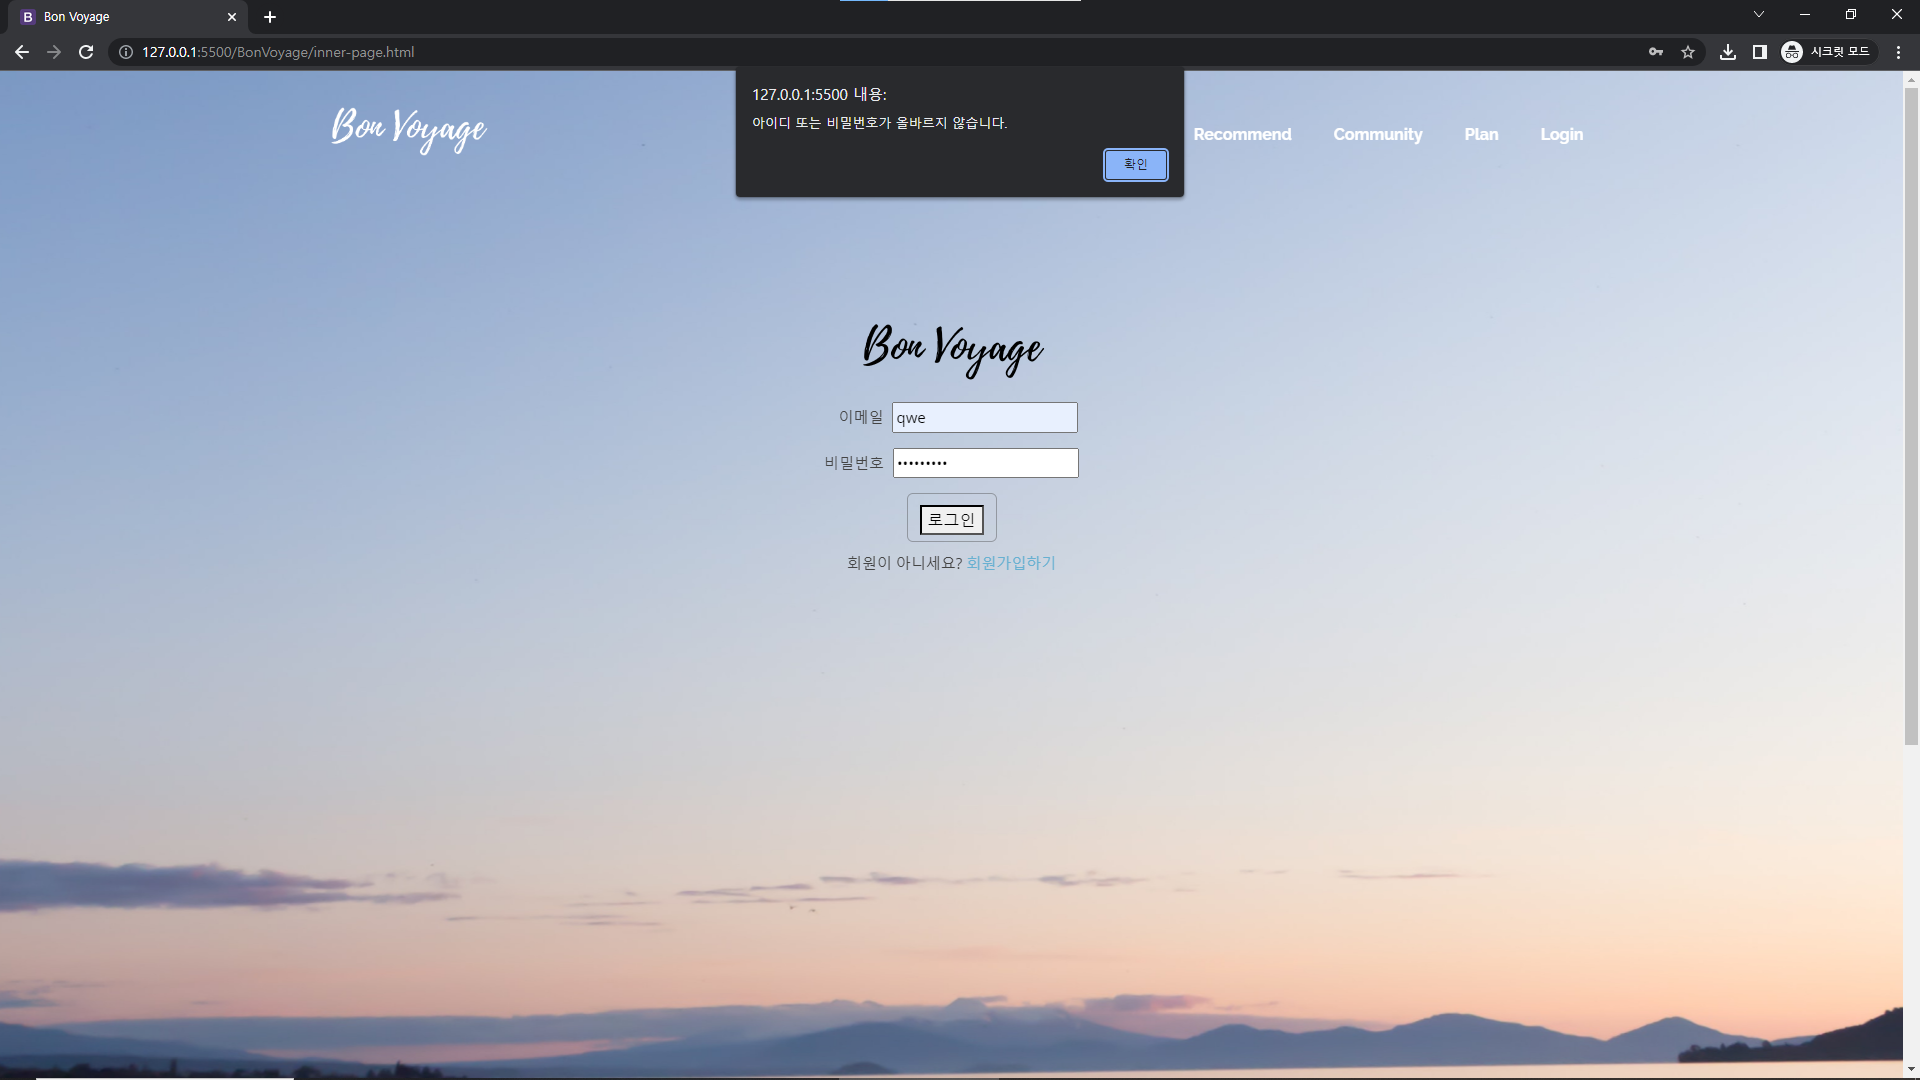 Bon Voyage
127.0.0.1:5500/BonVoyage/inner-page.html
시크릿 모드
127.0.0.1:5500 내용:
아이디 또는 비밀번호가 올바르지 않습니다.
확인
Bon Voyage
Recommend
Community
Plan
Login
Bon Voyage
이메일 qwe
비밀번호 •••••••••
로그인
회원이 아니세요? 회원가입하기